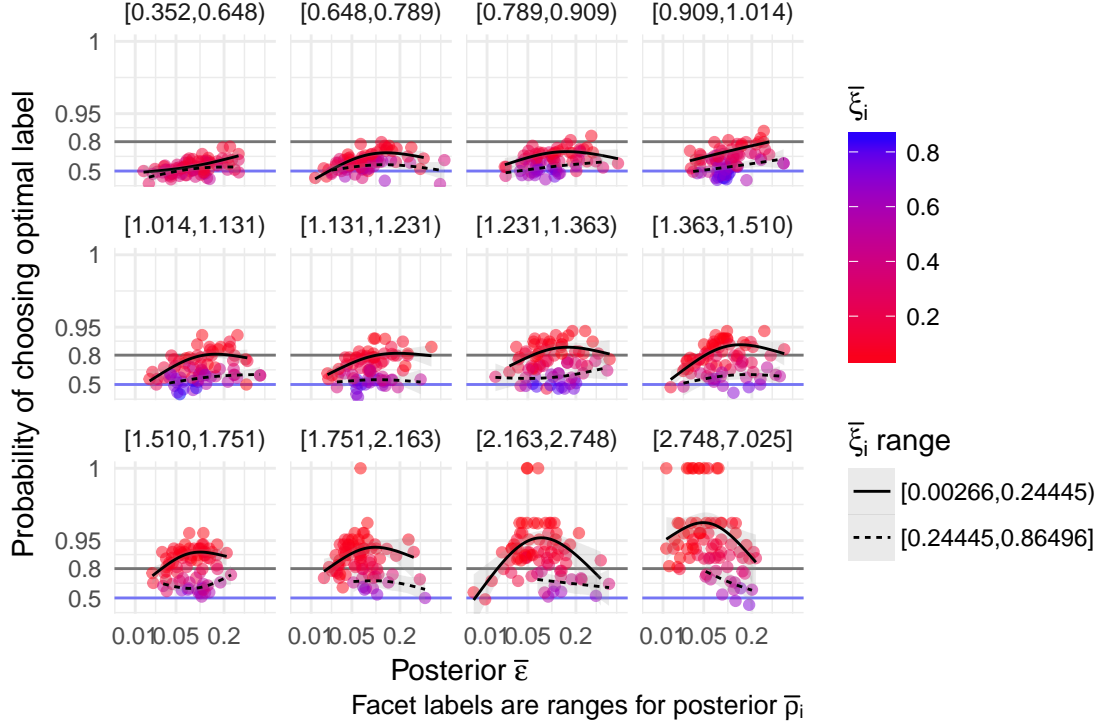 [0.352,0.648) [0.648,0.789) [0.789,0.909) [0.909,1.014)
1
0.95
0.8
0.5
[1.014,1.131) [1.131,1.231) [1.231,1.363) [1.363,1.510)
1
0.95
0.8
0.5
[1.510,1.751) [1.751,2.163) [2.163,2.748) [2.748,7.025]
1
0.95
0.8
0.5
0.01 0.05 0.2 0.01 0.05 0.2 0.01 0.05 0.2 0.01 0.05 0.2
Probability of choosing optimal label
Posterior ε̅
Facet labels are ranges for posterior ρ̅ᵢ
ξ̅ᵢ
0.8
0.6
0.4
0.2
ξ̅ᵢ range
[0.00266,0.24445)
[0.24445,0.86496]